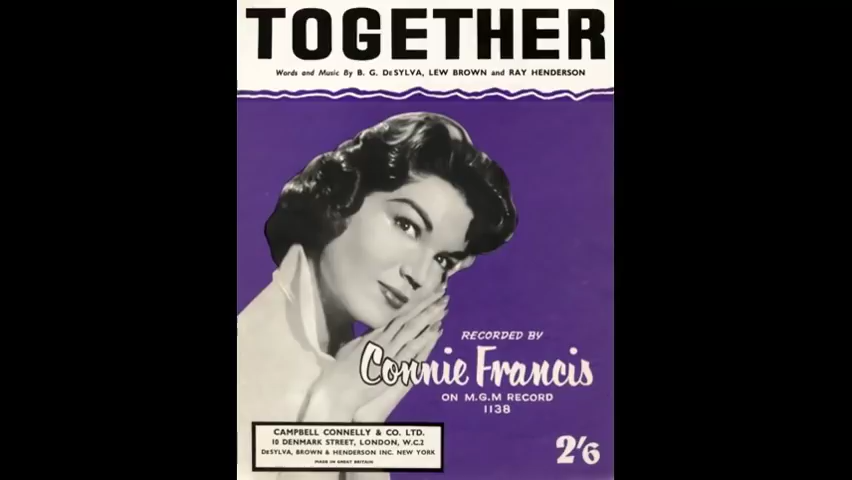 TOGETHER
Words and Music By B. G. DeSYLVA, LEW BROWN and RAY HENDERSON
RECORDED BY
Connie Francis
ON M.G.M RECORD
1138
CAMPBELL CONNELLY & CO. LTD.
10 DENMARK STREET, LONDON, W.C.2
DeSYLVA, BROWN & HENDERSON INC. NEW YORK
MADE IN GREAT BRITAIN
2'6